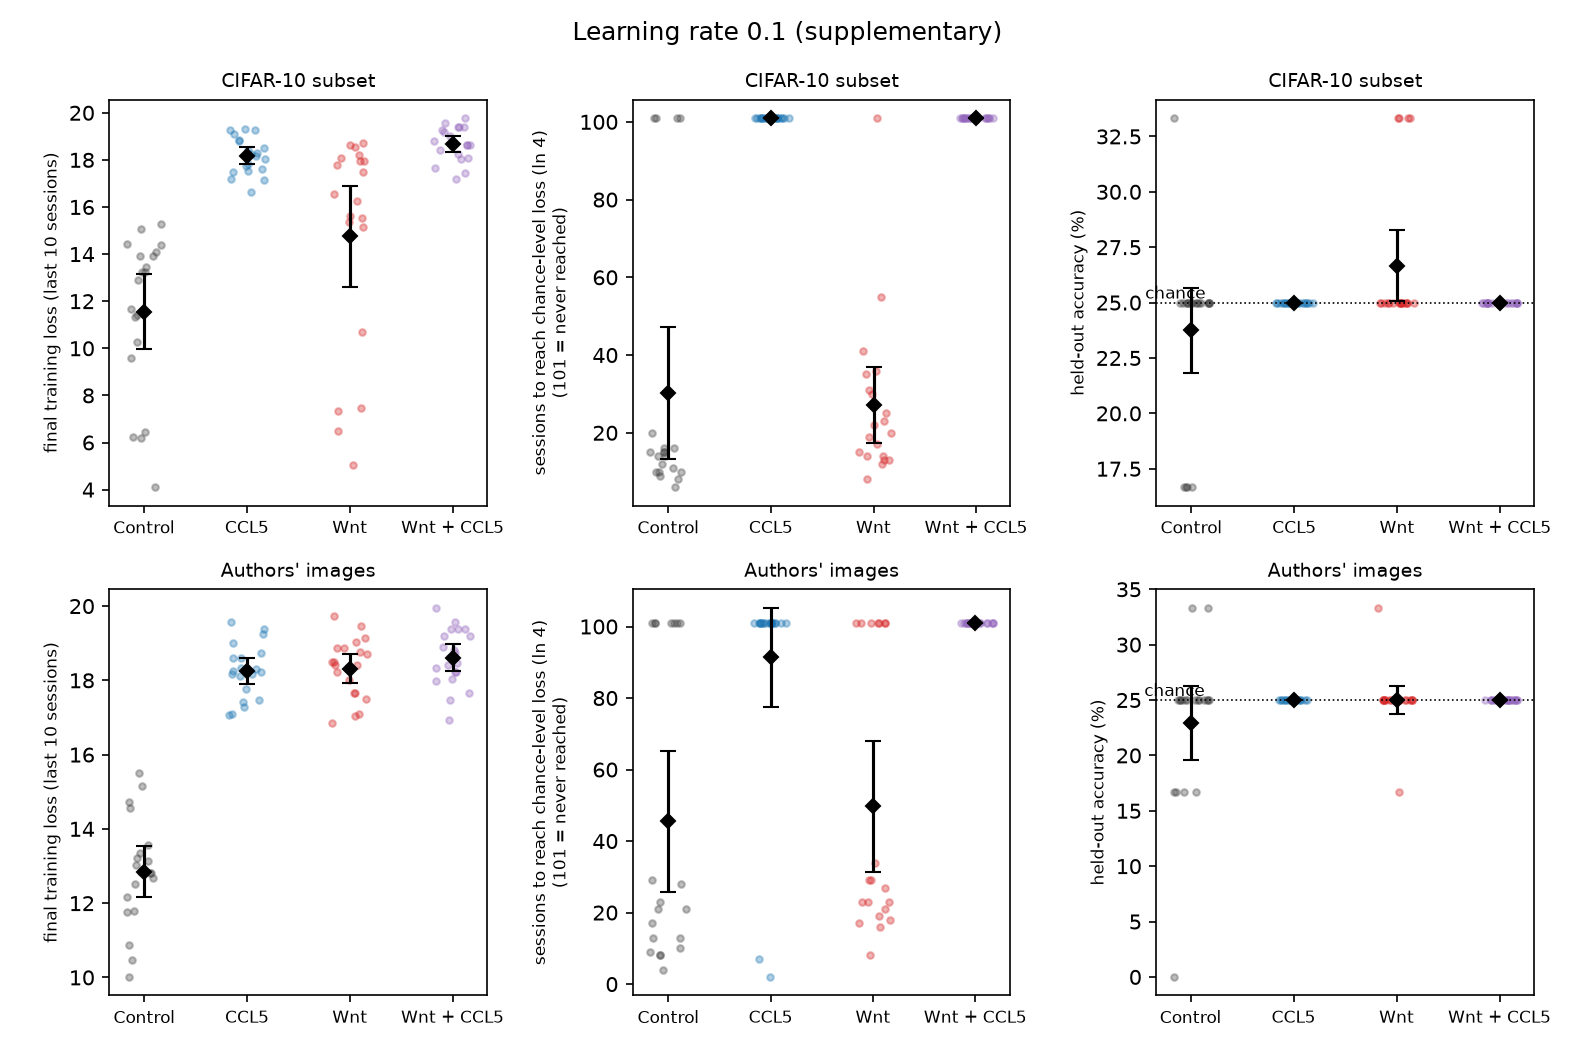 Learning rate 0.1 (supplementary)
CIFAR-10 subset
final training loss (last 10 sessions)
20
18
16
14
12
10
8
6
4
Control
CCL5
Wnt
Wnt + CCL5
CIFAR-10 subset
sessions to reach chance-level loss (ln 4)
(101 = never reached)
100
80
60
40
20
Control
CCL5
Wnt
Wnt + CCL5
CIFAR-10 subset
held-out accuracy (%)
32.5
30.0
27.5
25.0
22.5
20.0
17.5
chance
Control
CCL5
Wnt
Wnt + CCL5
Authors' images
final training loss (last 10 sessions)
20
18
16
14
12
10
Control
CCL5
Wnt
Wnt + CCL5
Authors' images
sessions to reach chance-level loss (ln 4)
(101 = never reached)
100
80
60
40
20
0
Control
CCL5
Wnt
Wnt + CCL5
Authors' images
held-out accuracy (%)
35
30
25
20
15
10
5
0
chance
Control
CCL5
Wnt
Wnt + CCL5